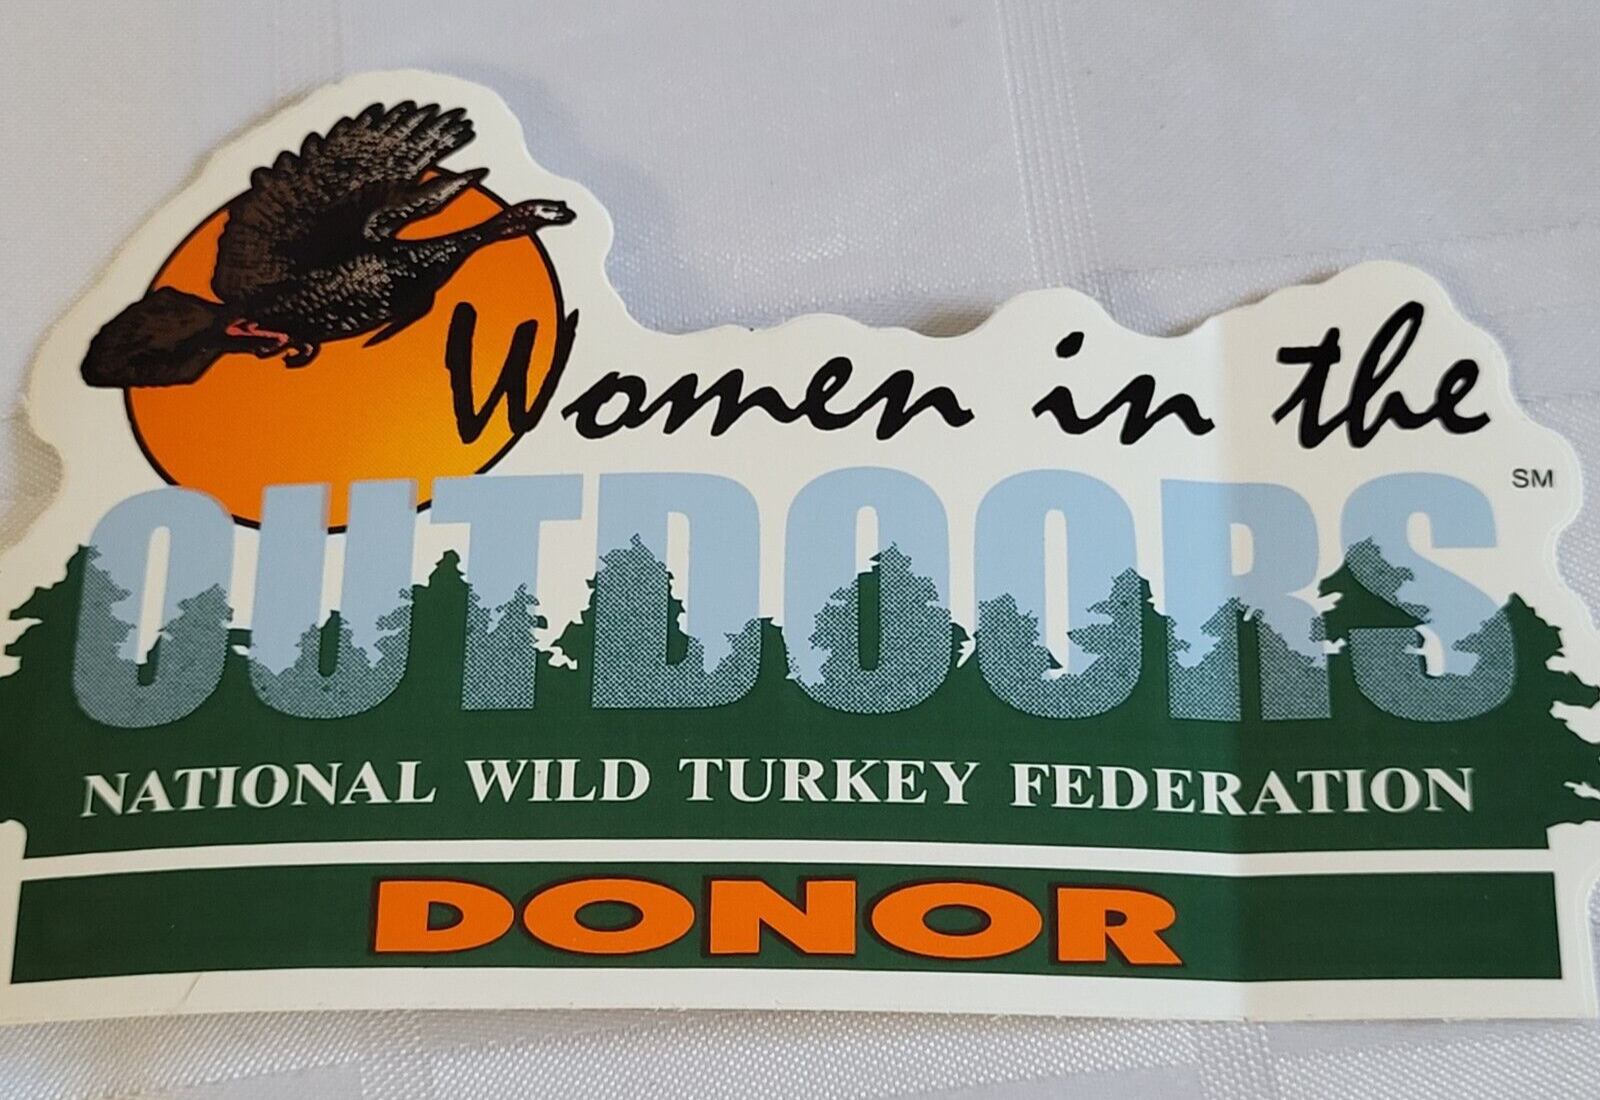 Women in the
OUTDOORS SM
NATIONAL WILD TURKEY FEDERATION
DONOR